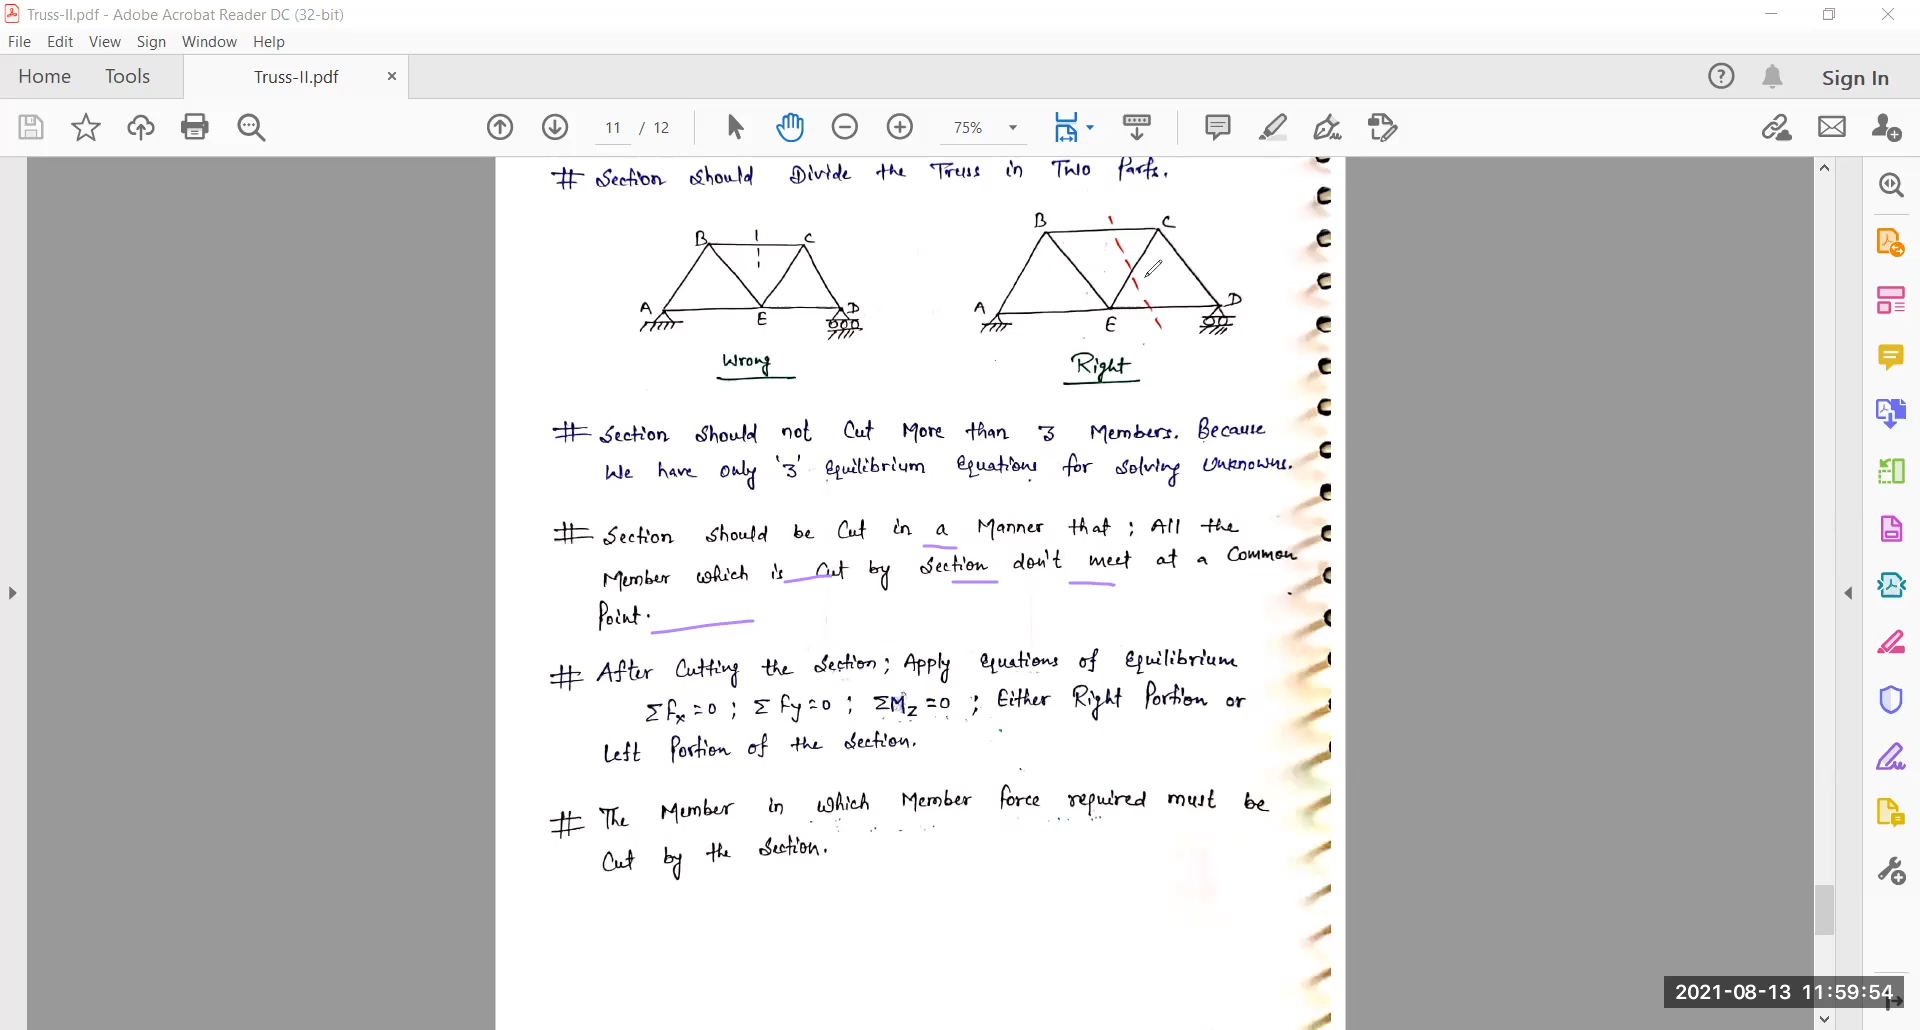 Truss-II.pdf - Adobe Acrobat Reader DC (32-bit)
File Edit View Sign Window Help
Home Tools Truss-II.pdf × Sign In
11 / 12 75%
# Section should Divide the Truss in Two Parts.
B C
A E D
Wrong
B C
A E D
Right
# Section should not Cut More than 3 Members. Because
We have only '3' Equilibrium Equations for solving Unknowns.
# Section should be Cut in a Manner that ; All the
Member which is Cut by Section don't meet at a Common
Point.
# After Cutting the Section ; Apply Equations of Equilibrium
Σfx=0 ; Σfy=0 ; ΣMz=0 ; Either Right Portion or
Left Portion of the Section.
# The Member in which Member force required must be
Cut by the Section.
2021-08-13 11:59:54